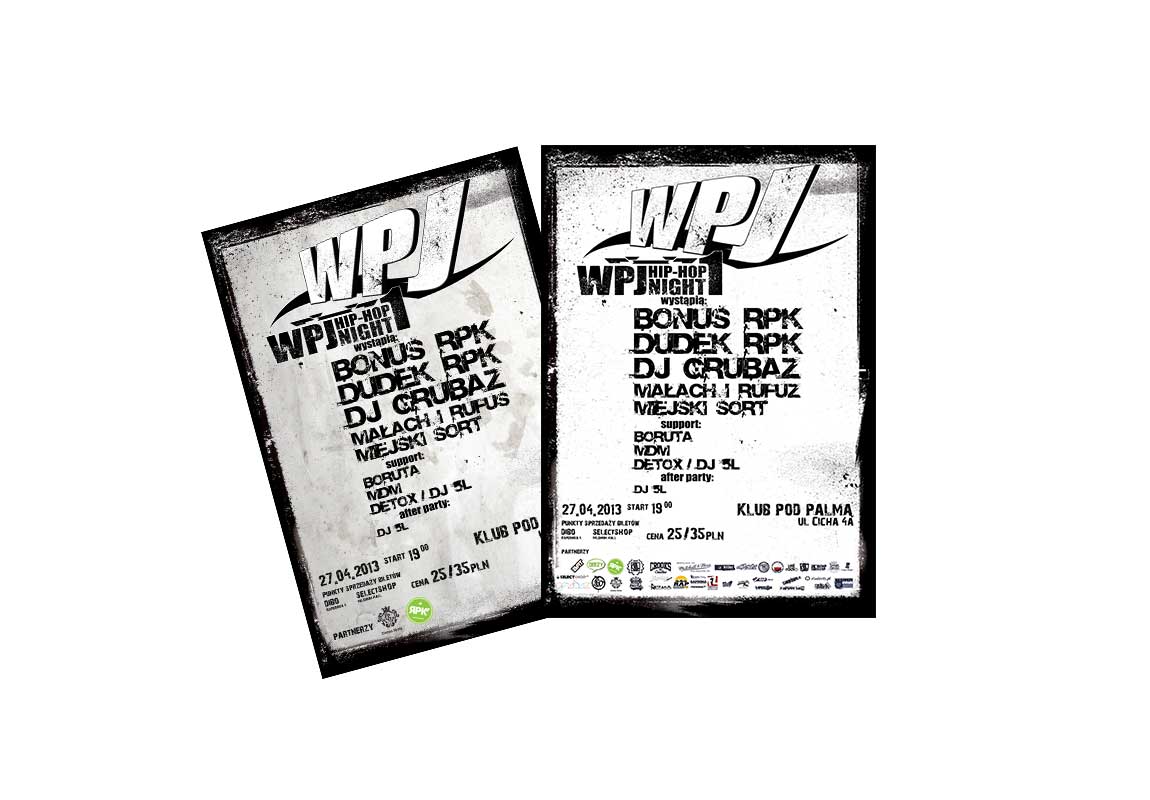 WPJ
WPJ HIP-HOP NIGHT 1
wystąpią:
BONUS RPK
DUDEK RPK
DJ GRUBAZ
MAŁACH I RUFUS
MIEJSKI SORT
support:
BORUTA
MDM
DETOX / DJ 5L
after party:
DJ 5L
KLUB POD
27.04.2013 START 19 00
PUNKTY SPRZEDAŻY BILETÓW
DIBO SELECTSHOP
CENA 25/35PLN
PARTNERZY
RPK
WPJ
WPJ HIP-HOP NIGHT 1
wystąpią:
BONUS RPK
DUDEK RPK
DJ GRUBAZ
MAŁACH I RUFUZ
MIEJSKI SORT
support:
BORUTA
MDM
DETOX / DJ 5L
after party:
DJ 5L
27.04.2013 START 19 00
KLUB POD PALMĄ
UL CICHA 4A
PUNKTY SPRZEDAŻY BILETÓW
DIBO SELECTSHOP
CENA 25/35PLN
PARTNERZY